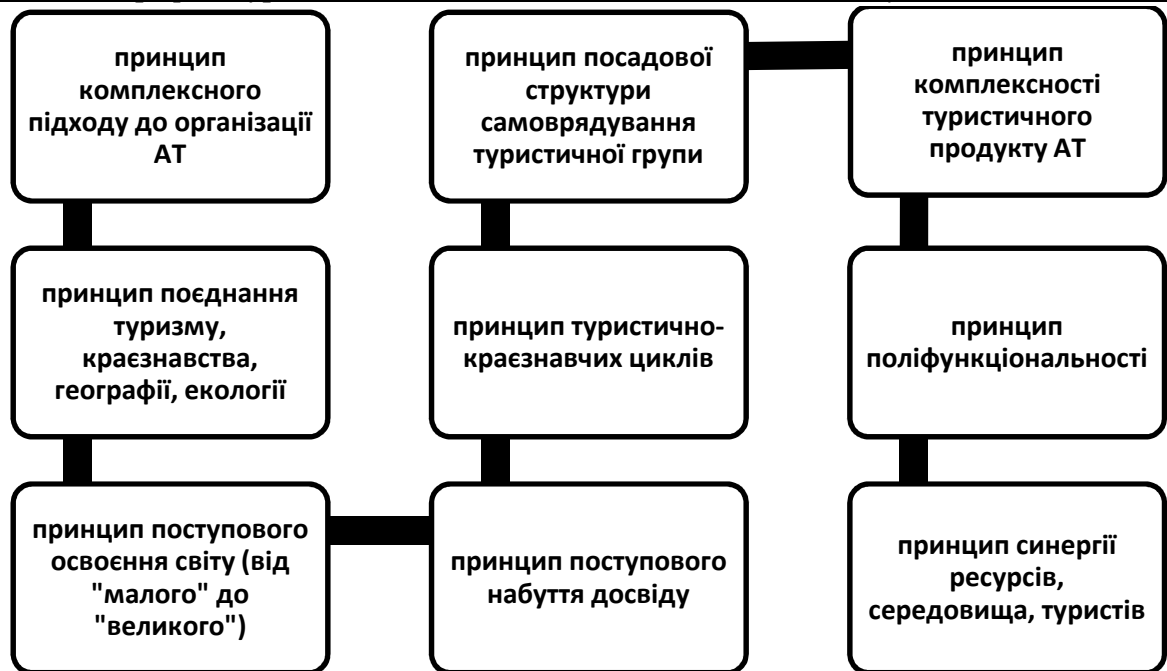 принцип
комплексного
підходу до організації
АТ
принцип поєднання
туризму,
краєзнавства,
географії, екології
принцип поступового
освоєння світу (від
"малого" до
"великого")
принцип поступового
набуття досвіду
принцип туристично-
краєзнавчих циклів
принцип посадової
структури
самоврядування
туристичної групи
принцип
комплексності
туристичного
продукту АТ
принцип
поліфункціональності
принцип синергії
ресурсів,
середовища, туристів